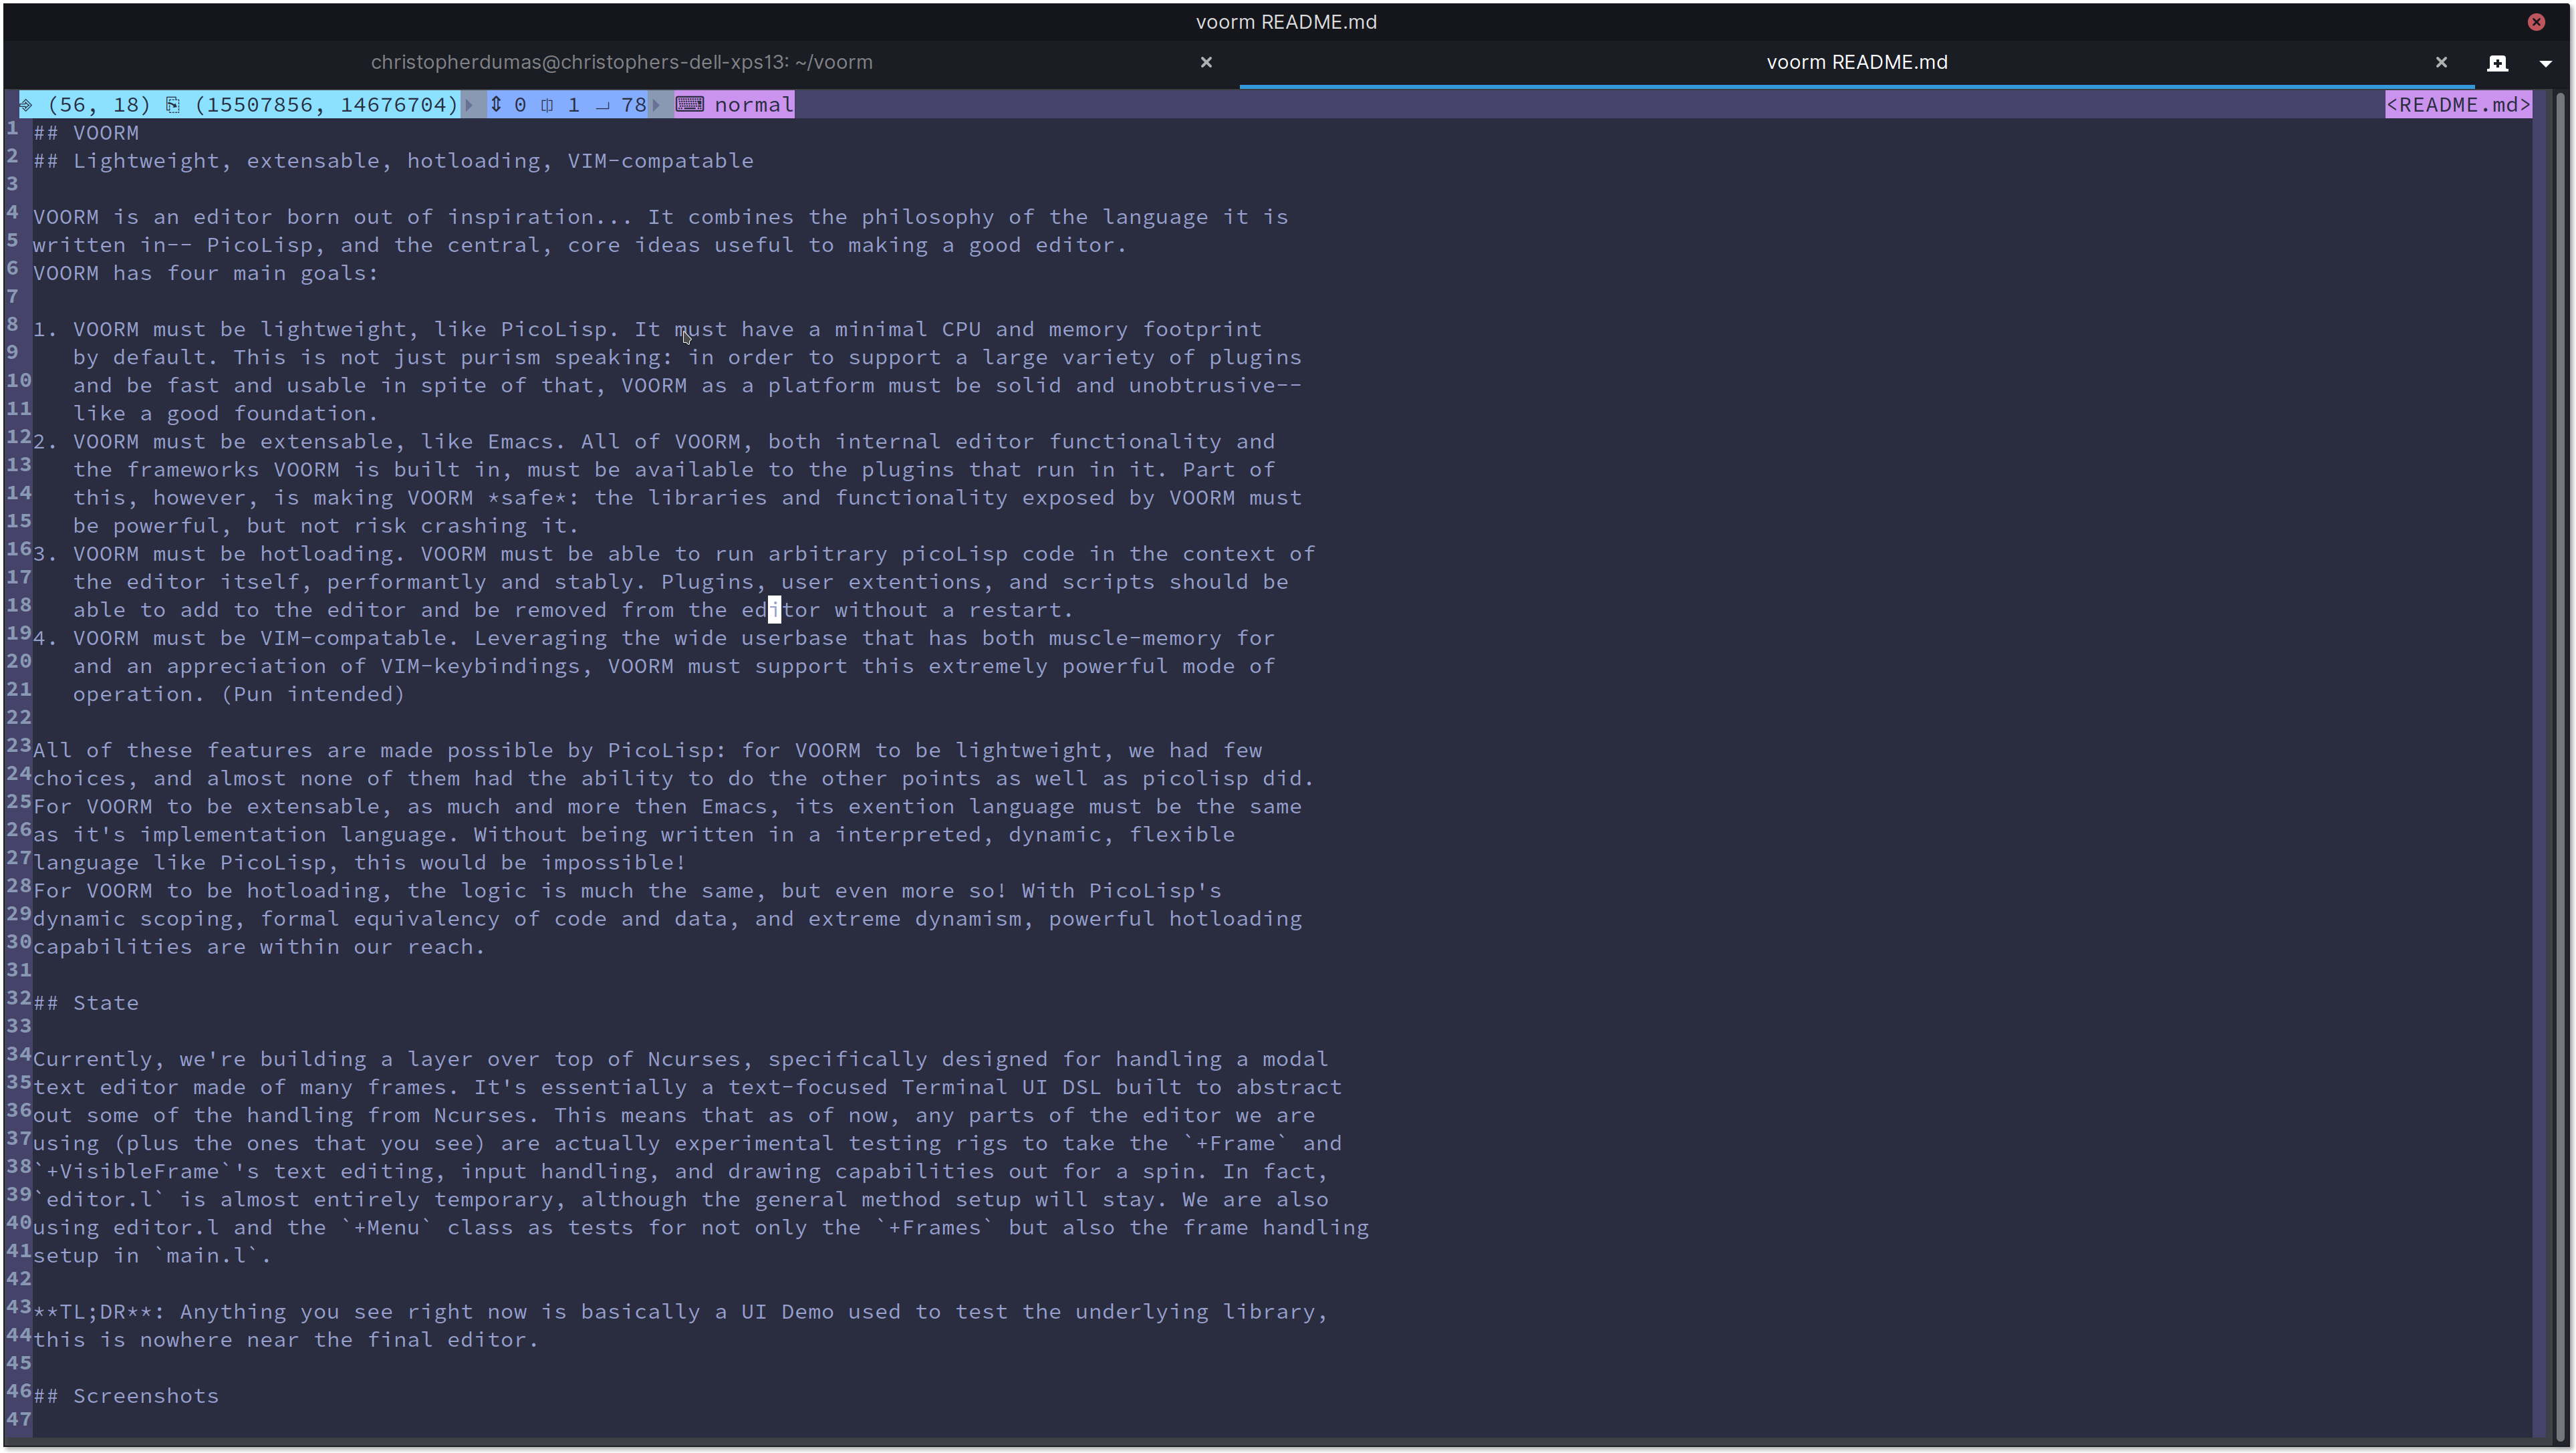 voorm README.md
christopherdumas@christophers-dell-xps13: ~/voorm × voorm README.md ×
(56, 18) (15507856, 14676704) 0 1 78 normal <README.md>
1 ## VOORM
2 ## Lightweight, extensable, hotloading, VIM-compatable
3
4 VOORM is an editor born out of inspiration... It combines the philosophy of the language it is
5 written in-- PicoLisp, and the central, core ideas useful to making a good editor.
6 VOORM has four main goals:
7
8 1. VOORM must be lightweight, like PicoLisp. It must have a minimal CPU and memory footprint
9 by default. This is not just purism speaking: in order to support a large variety of plugins
10 and be fast and usable in spite of that, VOORM as a platform must be solid and unobtrusive--
11 like a good foundation.
12 2. VOORM must be extensable, like Emacs. All of VOORM, both internal editor functionality and
13 the frameworks VOORM is built in, must be available to the plugins that run in it. Part of
14 this, however, is making VOORM *safe*: the libraries and functionality exposed by VOORM must
15 be powerful, but not risk crashing it.
16 3. VOORM must be hotloading. VOORM must be able to run arbitrary picoLisp code in the context of
17 the editor itself, performantly and stably. Plugins, user extentions, and scripts should be
18 able to add to the editor and be removed from the editor without a restart.
19 4. VOORM must be VIM-compatable. Leveraging the wide userbase that has both muscle-memory for
20 and an appreciation of VIM-keybindings, VOORM must support this extremely powerful mode of
21 operation. (Pun intended)
22
23 All of these features are made possible by PicoLisp: for VOORM to be lightweight, we had few
24 choices, and almost none of them had the ability to do the other points as well as picolisp did.
25 For VOORM to be extensable, as much and more then Emacs, its exention language must be the same
26 as it's implementation language. Without being written in a interpreted, dynamic, flexible
27 language like PicoLisp, this would be impossible!
28 For VOORM to be hotloading, the logic is much the same, but even more so! With PicoLisp's
29 dynamic scoping, formal equivalency of code and data, and extreme dynamism, powerful hotloading
30 capabilities are within our reach.
31
32 ## State
33
34 Currently, we're building a layer over top of Ncurses, specifically designed for handling a modal
35 text editor made of many frames. It's essentially a text-focused Terminal UI DSL built to abstract
36 out some of the handling from Ncurses. This means that as of now, any parts of the editor we are
37 using (plus the ones that you see) are actually experimental testing rigs to take the `+Frame` and
38 `+VisibleFrame`'s text editing, input handling, and drawing capabilities out for a spin. In fact,
39 `editor.l` is almost entirely temporary, although the general method setup will stay. We are also
40 using editor.l and the `+Menu` class as tests for not only the `+Frames` but also the frame handling
41 setup in `main.l`.
42
43 **TL;DR**: Anything you see right now is basically a UI Demo used to test the underlying library,
44 this is nowhere near the final editor.
45
46 ## Screenshots
47